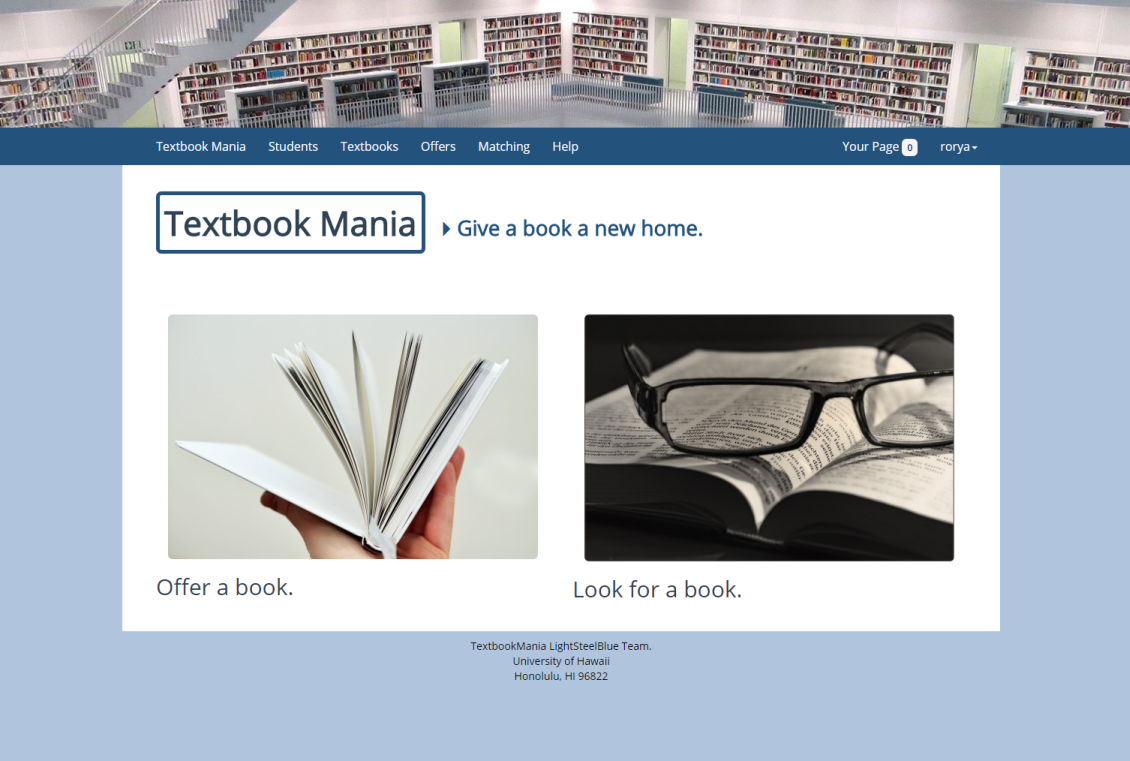 Textbook Mania Students Textbooks Offers Matching Help Your Page 0 rorya
Textbook Mania Give a book a new home.
Offer a book. Look for a book.
TextbookMania LightSteelBlue Team.
University of Hawaii
Honolulu, HI 96822